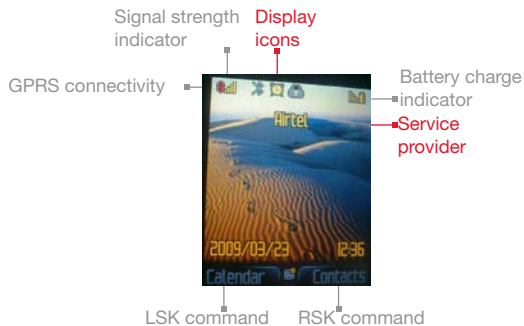 Signal strength
indicator
Display
icons
GPRS connectivity
Battery charge
indicator
Airtel
Service
provider
2009/03/23 12:36
Calendar Contacts
LSK command RSK command